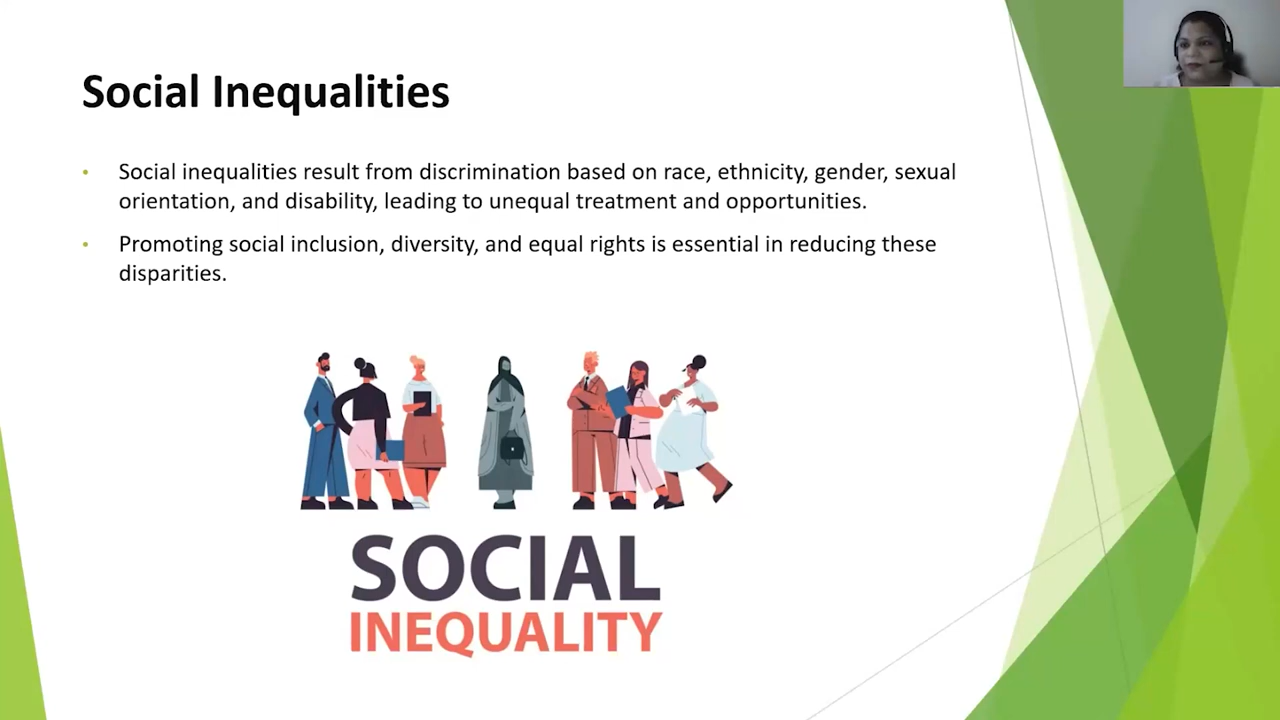 Social Inequalities
• Social inequalities result from discrimination based on race, ethnicity, gender, sexual
orientation, and disability, leading to unequal treatment and opportunities.
• Promoting social inclusion, diversity, and equal rights is essential in reducing these
disparities.
SOCIAL
INEQUALITY